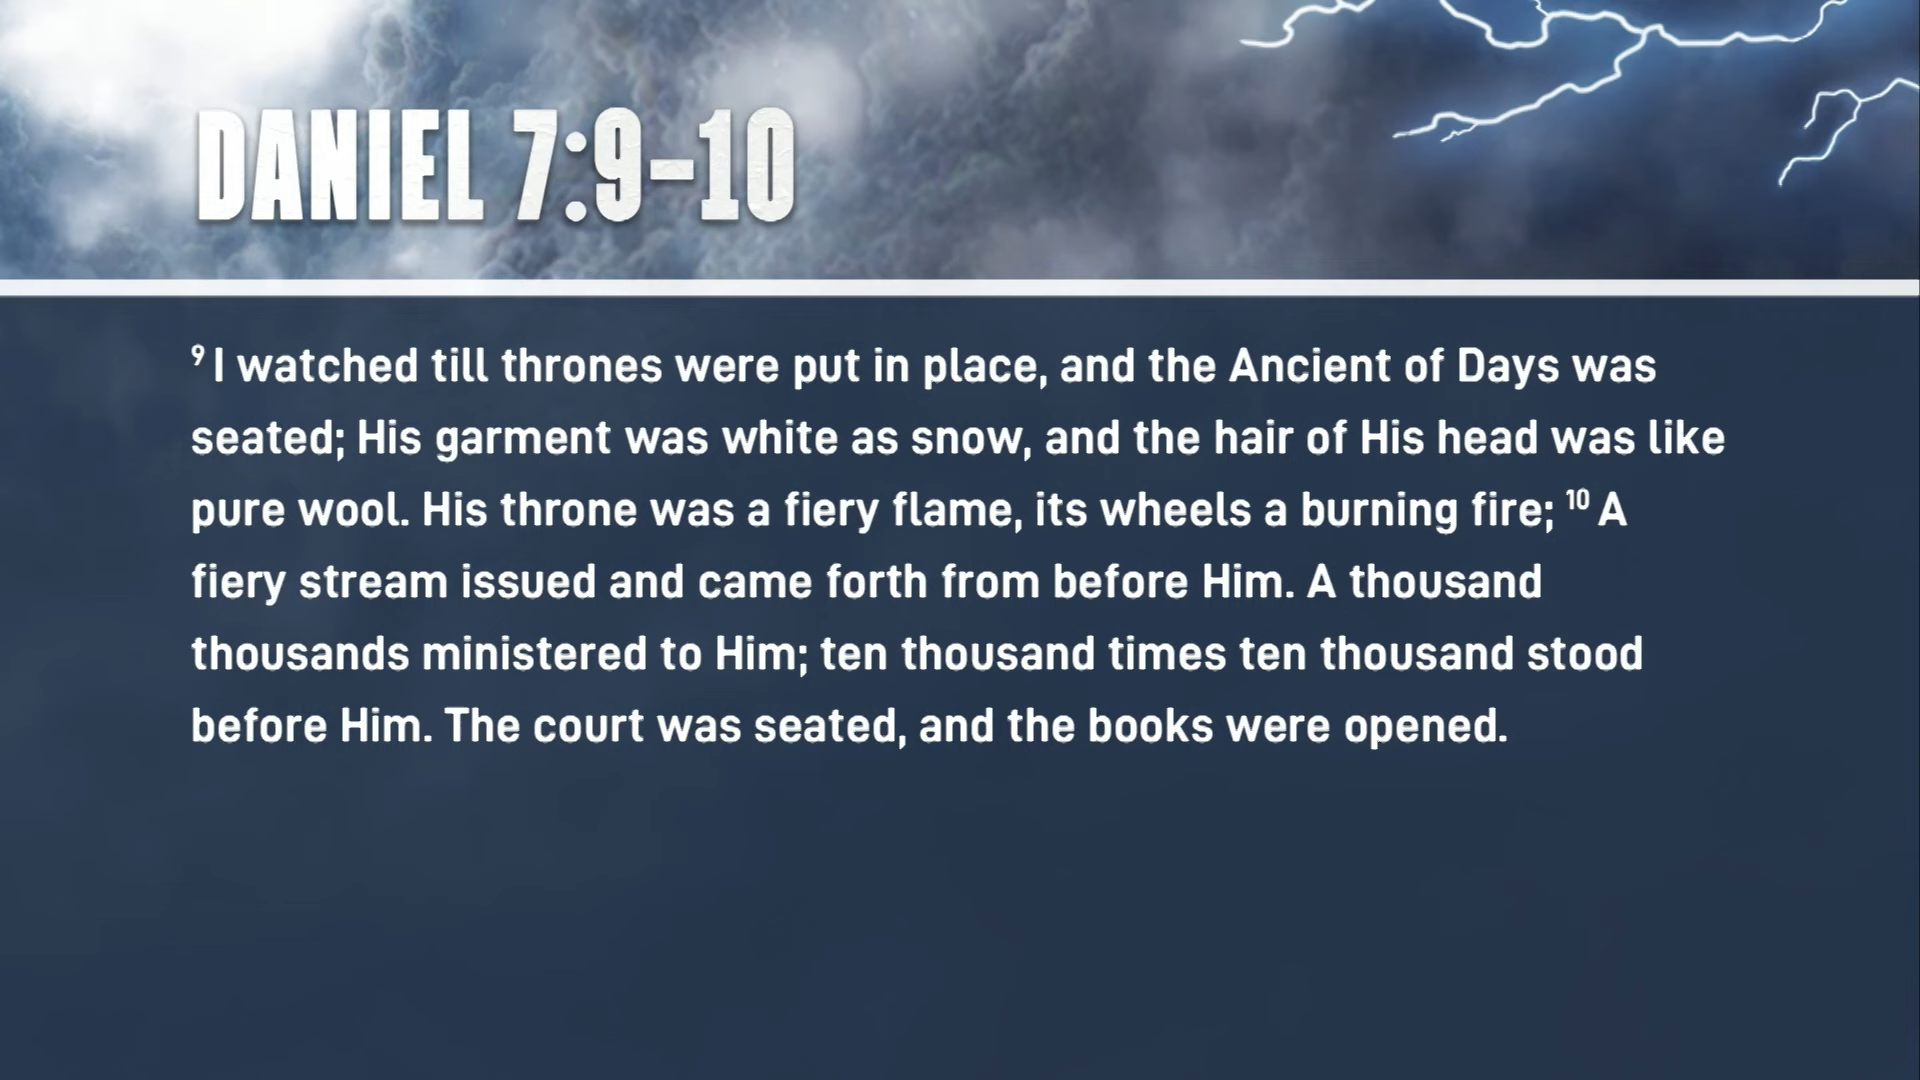 DANIEL 7:9-10
9 I watched till thrones were put in place, and the Ancient of Days was
seated; His garment was white as snow, and the hair of His head was like
pure wool. His throne was a fiery flame, its wheels a burning fire; 10 A
fiery stream issued and came forth from before Him. A thousand
thousands ministered to Him; ten thousand times ten thousand stood
before Him. The court was seated, and the books were opened.